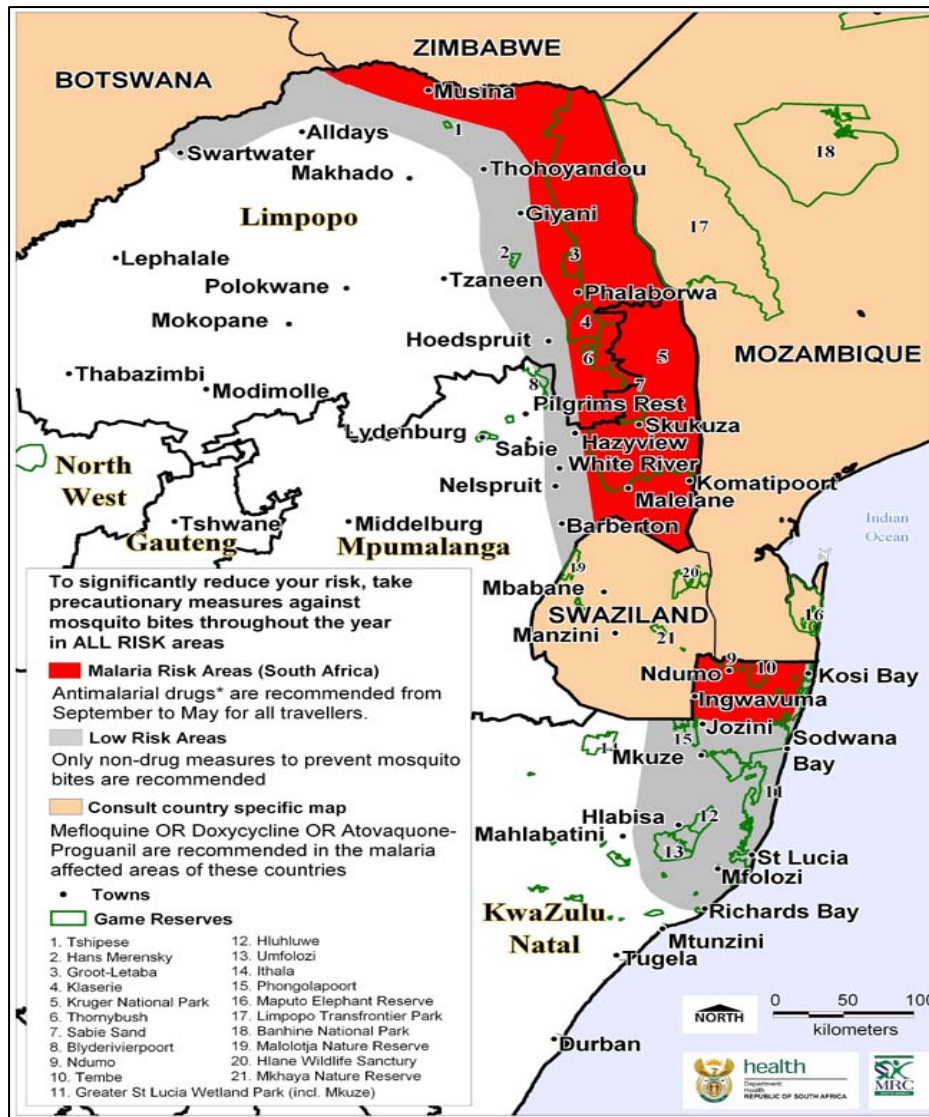 ZIMBABWE
BOTSWANA
Musina
1
Alldays
Swartwater
Makhado
Thohoyandou
18
Limpopo
Giyani
17
Lephalale
2
3
Tzaneen
Polokwane
Phalaborwa
Mokopane
4
Hoedspruit
6
5
MOZAMBIQUE
Thabazimbi
Modimolle
8
7
Pilgrims Rest
Skukuza
Lydenburg
Sabie
Hazyview
North
West
White River
Nelspruit
Komatipoort
Malelane
Tshwane
Gauteng
Middelburg
Mpumalanga
Barberton
Indian
Ocean
19
20
Mbabane
SWAZILAND
16
Manzini
21
9
10
Ndumo
Kosi Bay
Ingwavuma
Jozini
15
Sodwana
Bay
14
Mkuze
11
Hlabisa
12
Mahlabatini
13
St Lucia
Mfolozi
KwaZulu
Natal
Richards Bay
Mtunzini
Tugela
Durban
To significantly reduce your risk, take
precautionary measures against
mosquito bites throughout the year
in ALL RISK areas
Malaria Risk Areas (South Africa)
Antimalarial drugs* are recommended from
September to May for all travellers.
Low Risk Areas
Only non-drug measures to prevent mosquito
bites are recommended
Consult country specific map
Mefloquine OR Doxycycline OR Atovaquone-
Proguanil are recommended in the malaria
affected areas of these countries
Towns
Game Reserves
1. Tshipese
2. Hans Merensky
3. Groot-Letaba
4. Klaserie
5. Kruger National Park
6. Thornybush
7. Sabie Sand
8. Blyderivierpoort
9. Ndumo
10. Tembe
11. Greater St Lucia Wetland Park (incl. Mkuze)
12. Hluhluwe
13. Umfolozi
14. Ithala
15. Phongolapoort
16. Maputo Elephant Reserve
17. Limpopo Transfrontier Park
18. Banhine National Park
19. Malolotja Nature Reserve
20. Hlane Wildlife Sanctury
21. Mkhaya Nature Reserve
NORTH
0 50 100
kilometers
health
Department:
Health
REPUBLIC OF SOUTH AFRICA
MRC